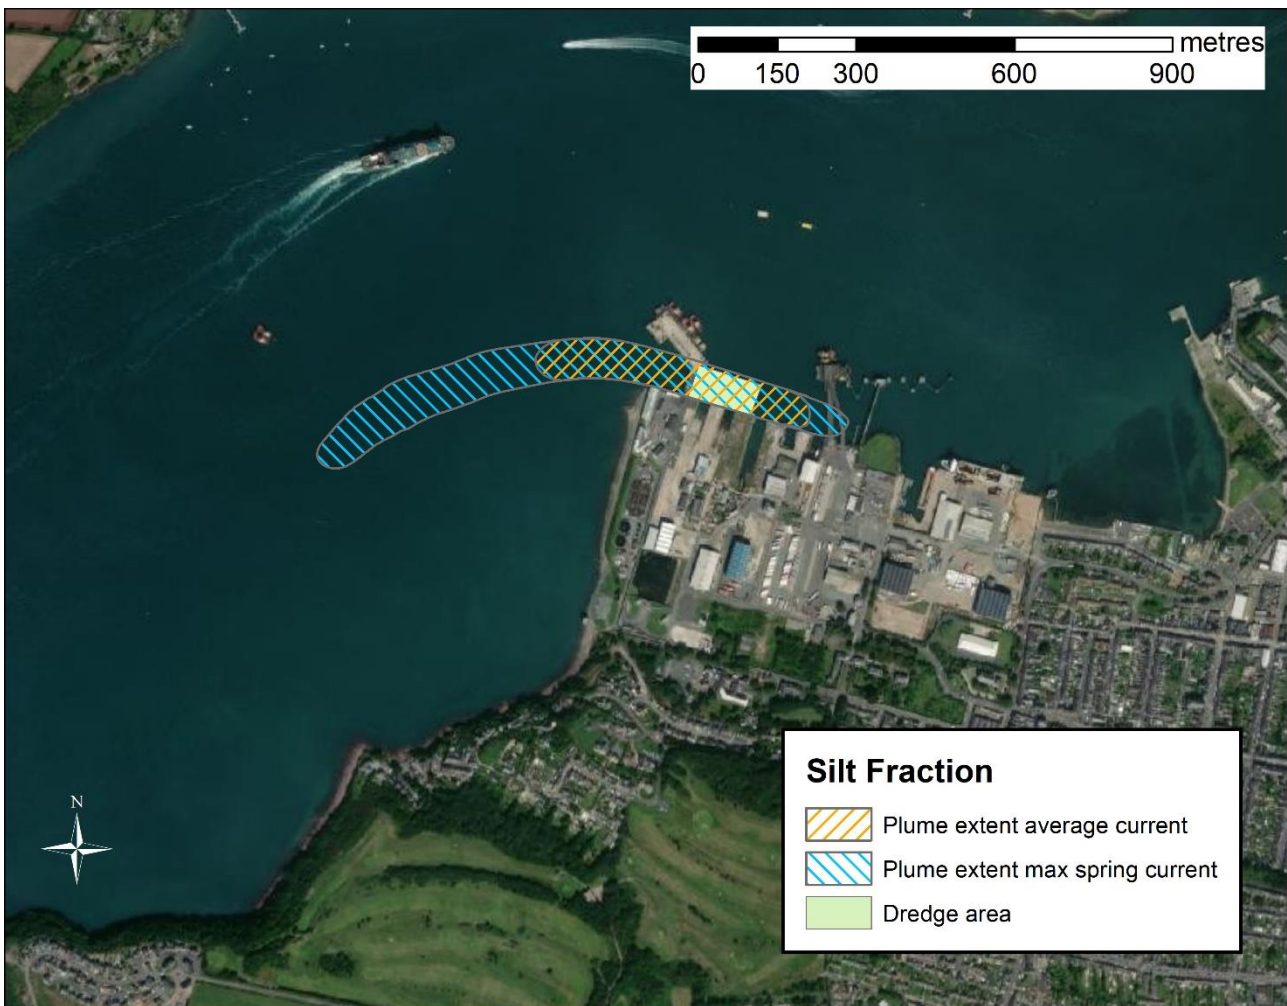 metres
0 150 300 600 900
N
Silt Fraction
Plume extent average current
Plume extent max spring current
Dredge area